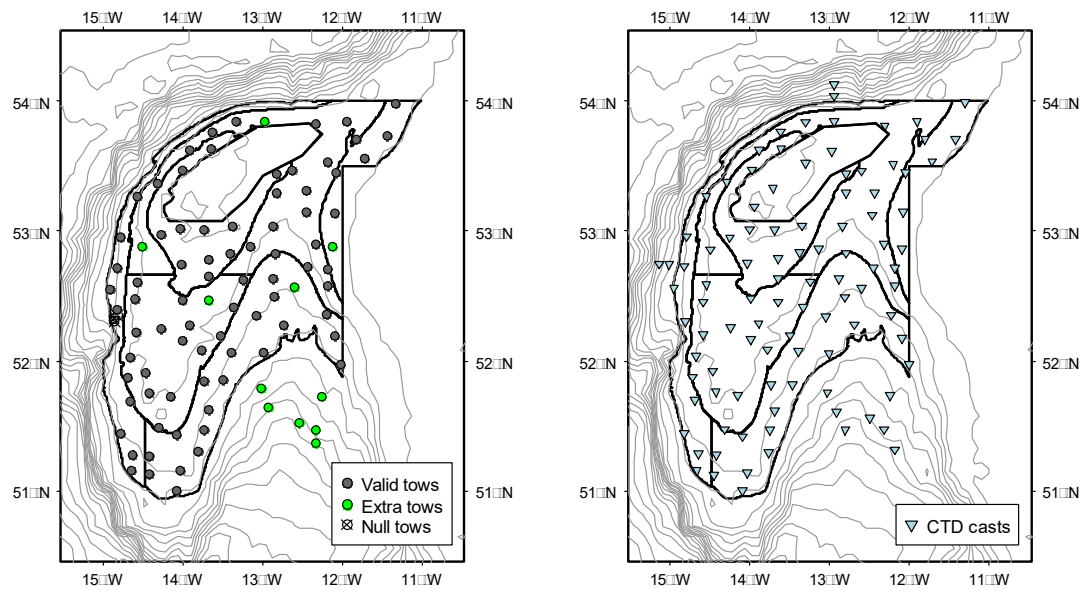 15□W 14□W 13□W 12□W 11□W
54□N 54□N
53□N 53□N
52□N 52□N
51□N 51□N
Valid tows
Extra tows
Null tows
15□W 14□W 13□W 12□W 11□W
15□W 14□W 13□W 12□W 11□W
54□N 54□N
53□N 53□N
52□N 52□N
51□N 51□N
CTD casts
15□W 14□W 13□W 12□W 11□W